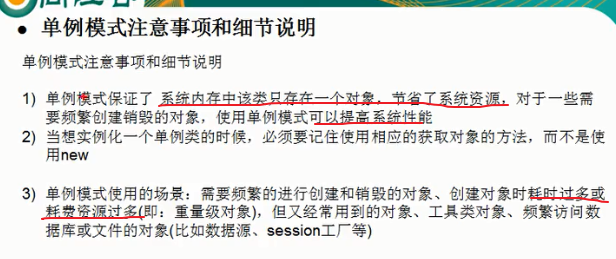 ● 单例模式注意事项和细节说明
单例模式注意事项和细节说明
1) 单例模式保证了 系统内存中该类只存在一个对象，节省了系统资源，对于一些需
要频繁创建销毁的对象，使用单例模式可以提高系统性能
2) 当想实例化一个单例类的时候，必须要记住使用相应的获取对象的方法，而不是使
用new
3) 单例模式使用的场景：需要频繁的进行创建和销毁的对象、创建对象时耗时过多或
耗费资源过多(即：重量级对象)，但又经常用到的对象、工具类对象、频繁访问数
据库或文件的对象(比如数据源、session工厂等)